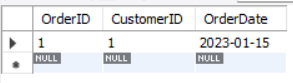 OrderID CustomerID OrderDate
1 1 2023-01-15
NULL NULL NULL